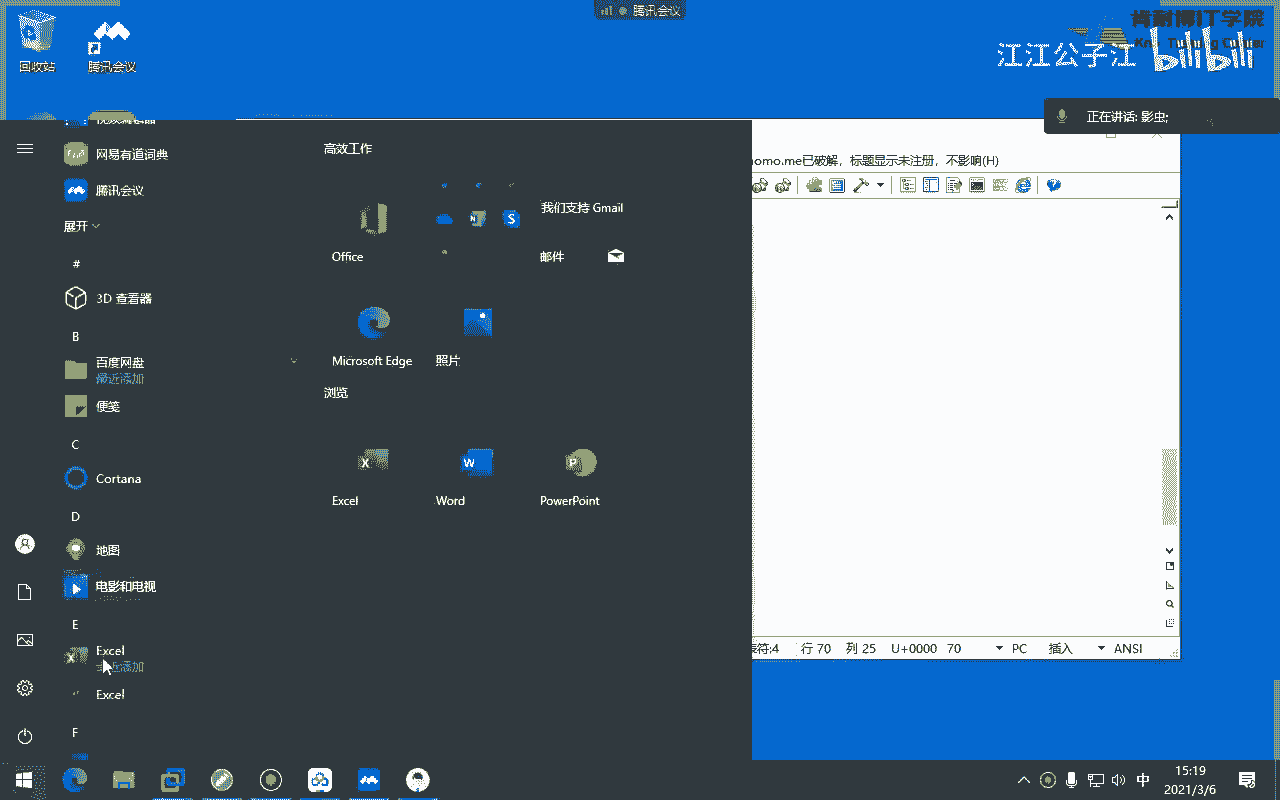 腾讯会议
回收站
腾讯会议
肯耐博IT学院
江江公子江
bilibili
正在讲话: 影虫;
视频编辑器
网易有道词典
腾讯会议
展开
#
3D 查看器
B
百度网盘
最近添加
便笺
C
Cortana
D
地图
电影和电视
E
Excel
最近添加
Excel
F
高效工作
Office
我们支持 Gmail
邮件
Microsoft Edge
照片
浏览
Excel
Word
PowerPoint
omo.me已破解，标题显示未注册，不影响(H)
符;4
行 70
列 25
U+0000
70
PC
插入
ANSI
中
15:19
2021/3/6